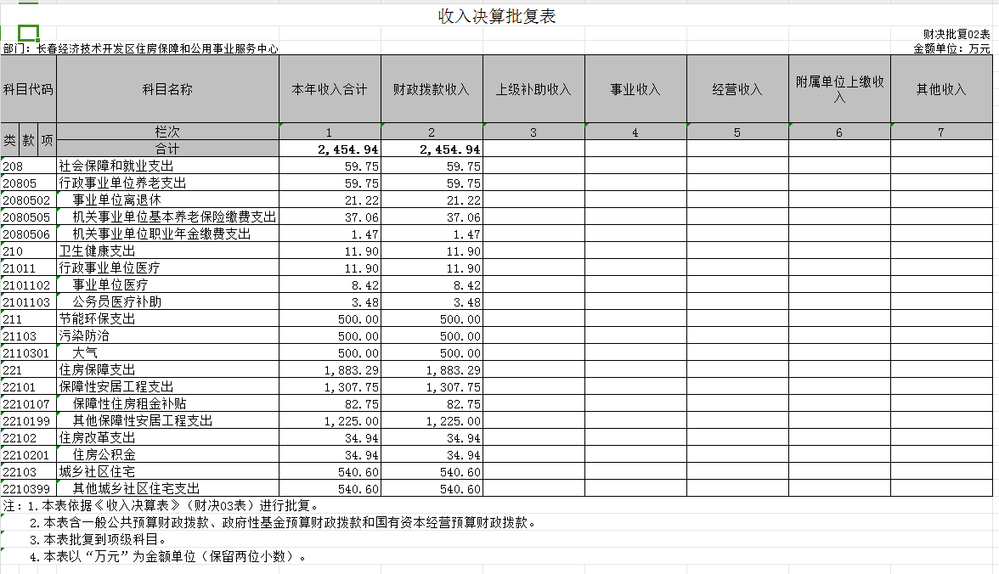 收入决算批复表
财决批复02表
部门：长春经济技术开发区住房保障和公用事业服务中心 金额单位：万元
科目代码 科目名称 本年收入合计 财政拨款收入 上级补助收入 事业收入 经营收入 附属单位上缴收入 其他收入
类 款 项 栏次 1 2 3 4 5 6 7
合计 2,454.94 2,454.94
208 社会保障和就业支出 59.75 59.75
20805 行政事业单位养老支出 59.75 59.75
2080502 事业单位离退休 21.22 21.22
2080505 机关事业单位基本养老保险缴费支出 37.06 37.06
2080506 机关事业单位职业年金缴费支出 1.47 1.47
210 卫生健康支出 11.90 11.90
21011 行政事业单位医疗 11.90 11.90
2101102 事业单位医疗 8.42 8.42
2101103 公务员医疗补助 3.48 3.48
211 节能环保支出 500.00 500.00
21103 污染防治 500.00 500.00
2110301 大气 500.00 500.00
221 住房保障支出 1,883.29 1,883.29
22101 保障性安居工程支出 1,307.75 1,307.75
2210107 保障性住房租金补贴 82.75 82.75
2210199 其他保障性安居工程支出 1,225.00 1,225.00
22102 住房改革支出 34.94 34.94
2210201 住房公积金 34.94 34.94
22103 城乡社区住宅 540.60 540.60
2210399 其他城乡社区住宅支出 540.60 540.60
注：1.本表依据《收入决算表》（财决03表）进行批复。
2.本表含一般公共预算财政拨款、政府性基金预算财政拨款和国有资本经营预算财政拨款。
3.本表批复到项级科目。
4.本表以“万元”为金额单位（保留两位小数）。